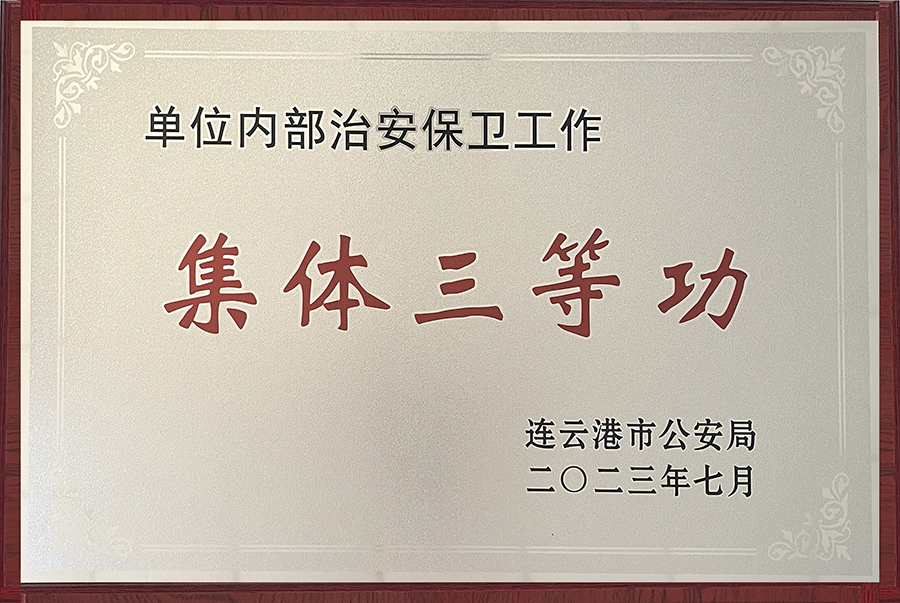 单位内部治安保卫工作
集体三等功
连云港市公安局
二〇二三年七月